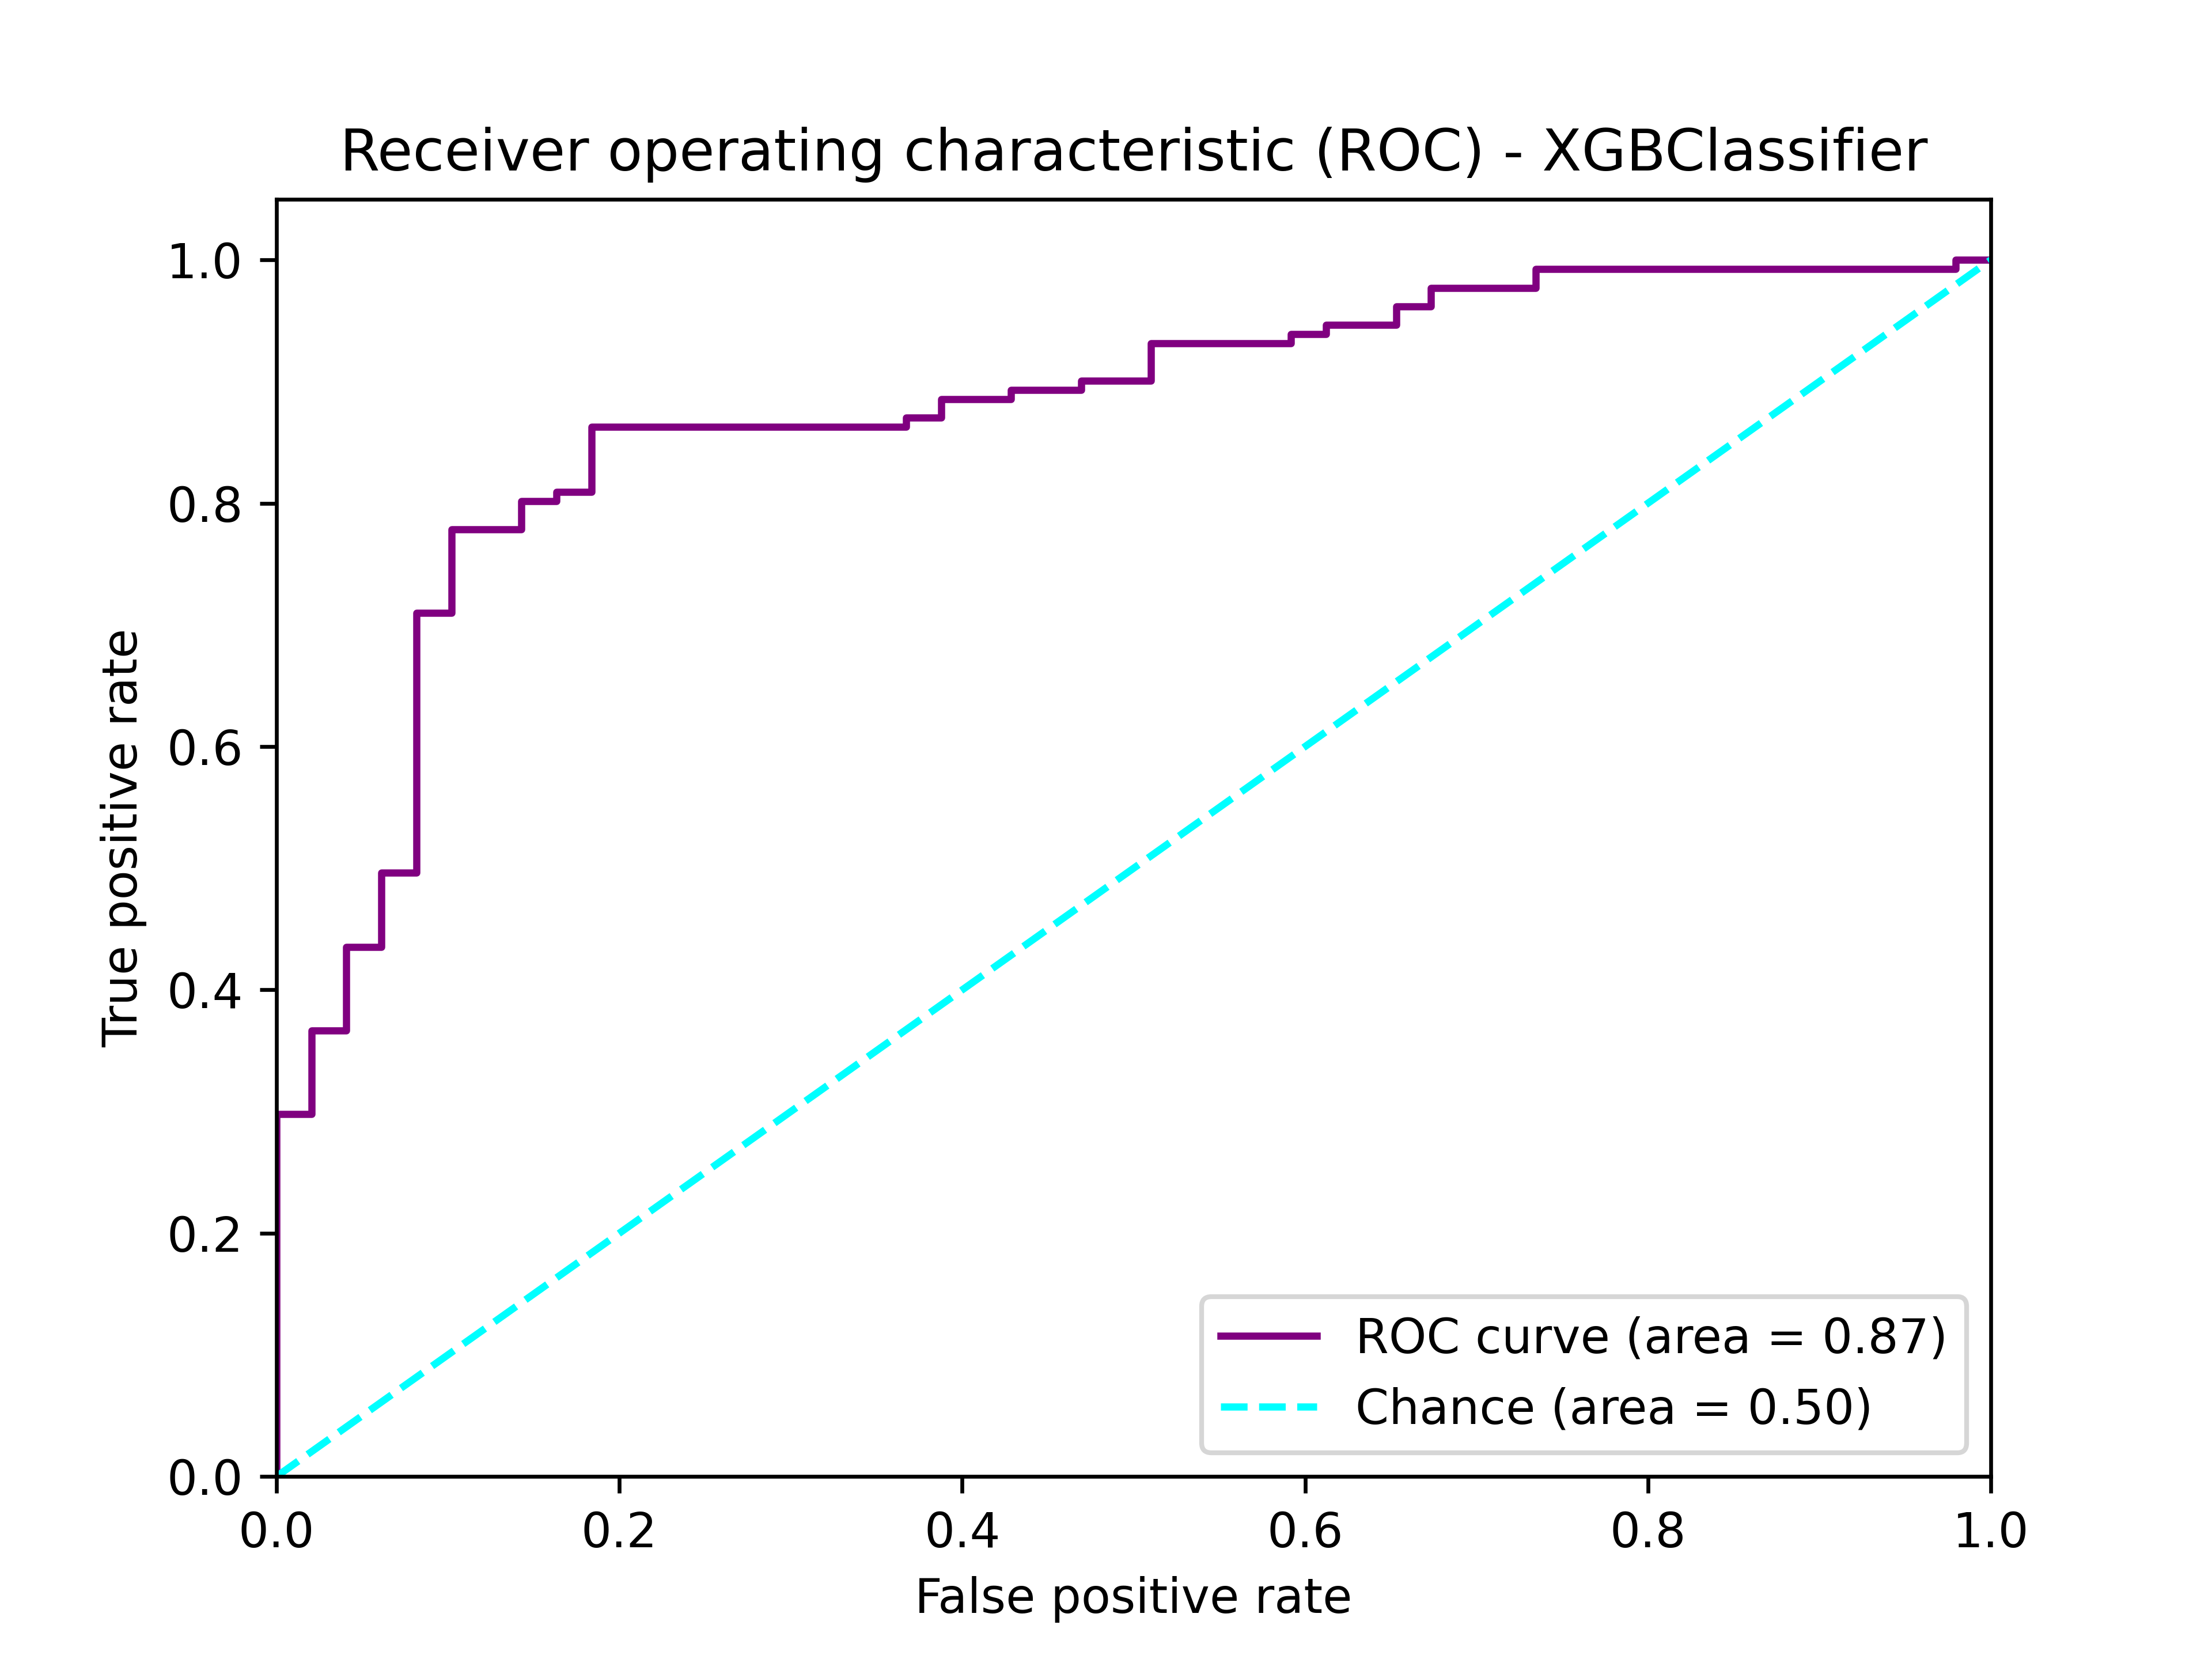 Receiver operating characteristic (ROC) - XGBClassifier
1.0
0.8
0.6
0.4
0.2
0.0
True positive rate
ROC curve (area = 0.87)
Chance (area = 0.50)
0.0 0.2 0.4 0.6 0.8 1.0
False positive rate